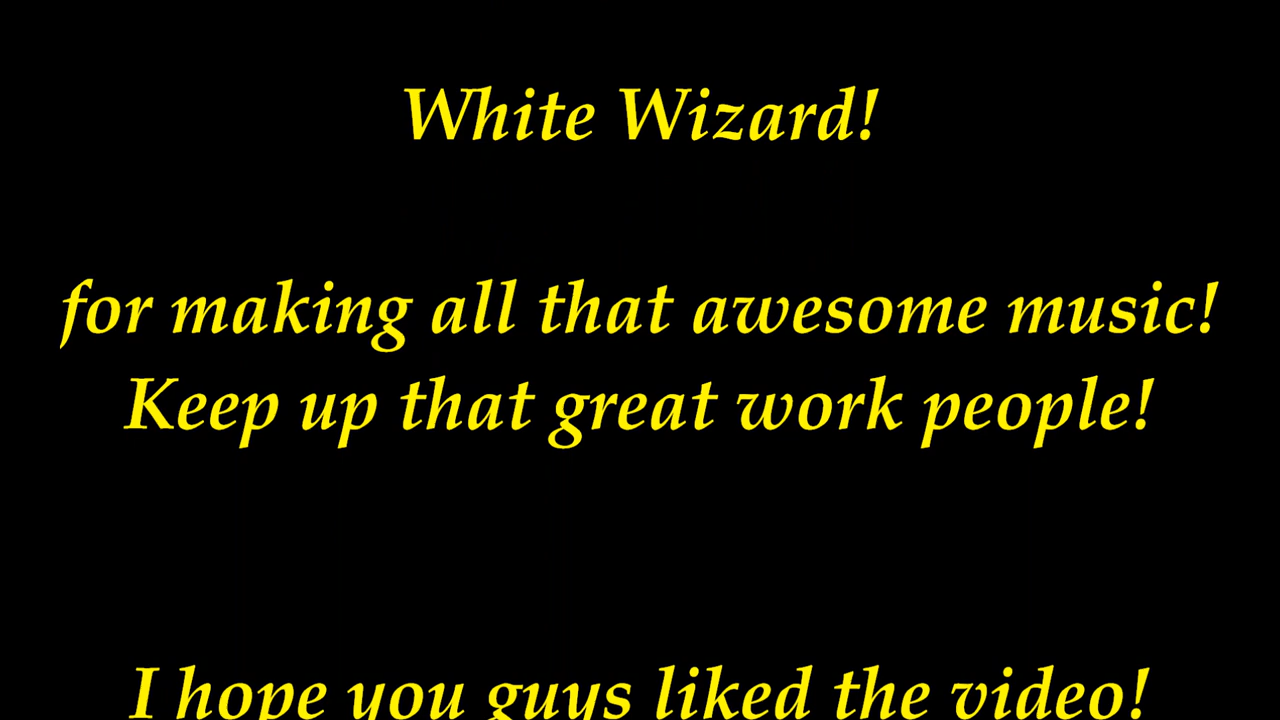 White Wizard!
for making all that awesome music!
Keep up that great work people!
I hope you guys liked the video!